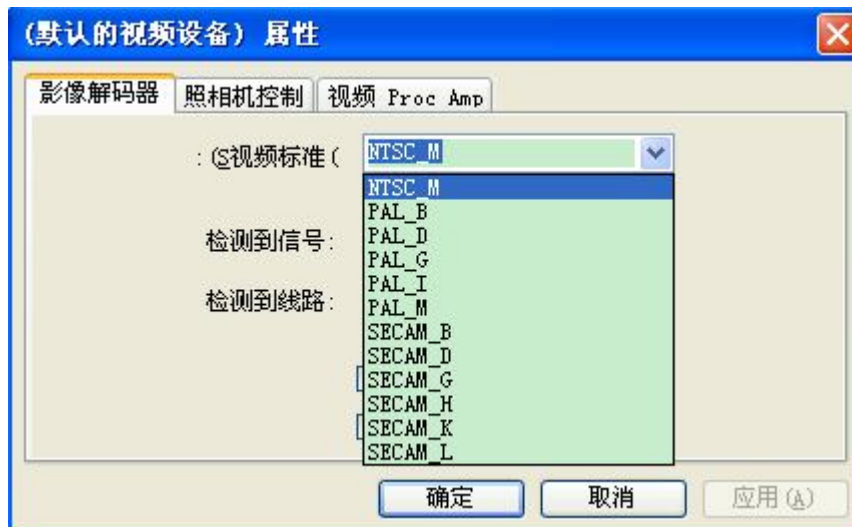 (默认的视频设备) 属性
影像解码器 照相机控制 视频 Proc Amp
: (S视频标准( NTSC_M
NTSC_M
PAL_B
PAL_D
检测到信号:
PAL_G
PAL_I
检测到线路:
PAL_M
SECAM_B
SECAM_D
SECAM_G
SECAM_H
SECAM_K
SECAM_L
确定 取消 应用(A)